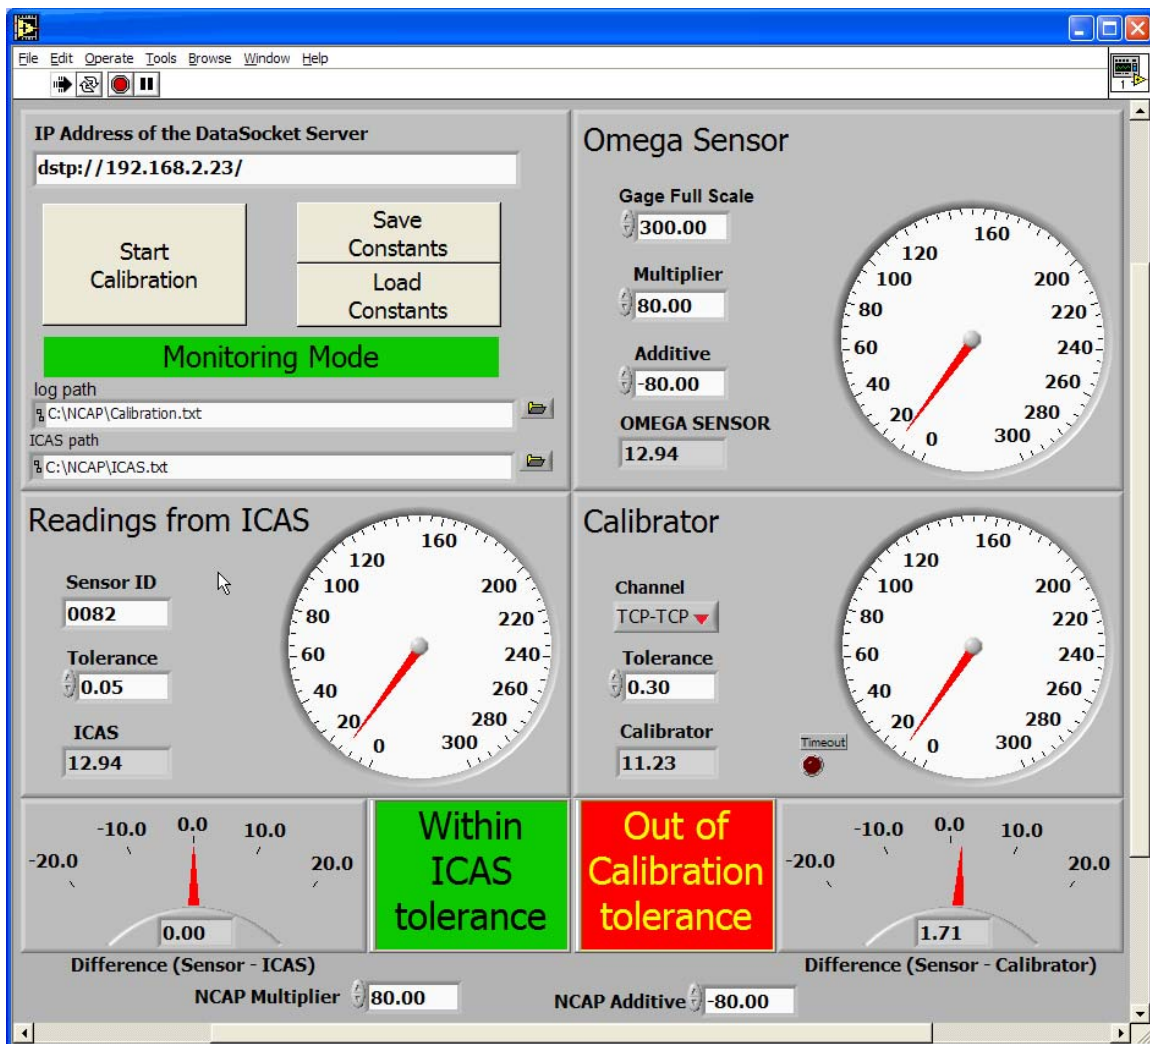 File Edit Operate Tools Browse Window Help
1
IP Address of the DataSocket Server
dstp://192.168.2.23/
Start
Calibration
Save
Constants
Load
Constants
Monitoring Mode
log path
C:\NCAP\Calibration.txt
ICAS path
C:\NCAP\ICAS.txt
Omega Sensor
Gage Full Scale
300.00
Multiplier
80.00
Additive
-80.00
OMEGA SENSOR
12.94
0
20
40
60
80
100
120
160
200
220
240
260
280
300
Readings from ICAS
Sensor ID
0082
Tolerance
0.05
ICAS
12.94
0
20
40
60
80
100
120
160
200
220
240
260
280
300
Calibrator
Channel
TCP-TCP
Tolerance
0.30
Calibrator
11.23
Timeout
0
20
40
60
80
100
120
160
200
220
240
260
280
300
-20.0
-10.0
0.0
10.0
20.0
0.00
Difference (Sensor - ICAS)
Within
ICAS
tolerance
Out of
Calibration
tolerance
-20.0
-10.0
0.0
10.0
20.0
1.71
Difference (Sensor - Calibrator)
NCAP Multiplier 80.00
NCAP Additive -80.00